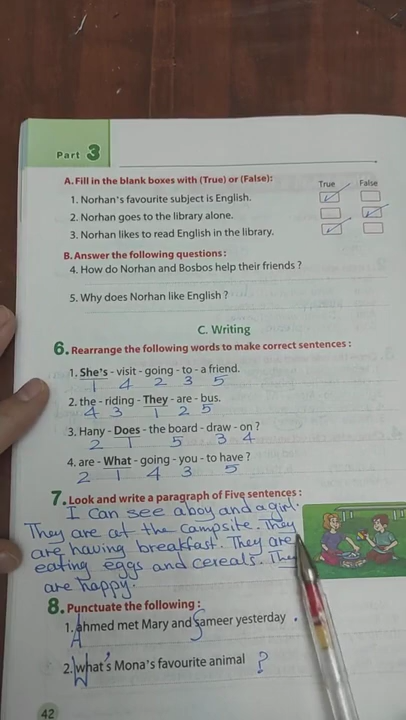 Part 3
A. Fill in the blank boxes with (True) or (False):
True False
1. Norhan's favourite subject is English.
2. Norhan goes to the library alone.
3. Norhan likes to read English in the library.
B. Answer the following questions:
4. How do Norhan and Bosbos help their friends ?
5. Why does Norhan like English ?
C. Writing
6. Rearrange the following words to make correct sentences :
1. She's - visit - going - to - a friend.
1 4 2 3 5
2. the - riding - They - are - bus.
4 3 1 2 5
3. Hany - Does - the board - draw - on ?
2 1 5 3 4
4. are - What - going - you - to have ?
2 1 4 3 5
7. Look and write a paragraph of Five sentences :
I can see a boy and a girl.
They are at the campsite. They
are having breakfast. They are
eating eggs and cereals. They
are happy.
8. Punctuate the following :
1. Ahmed met Mary and Sameer yesterday .
2. What's Mona's favourite animal ?
42